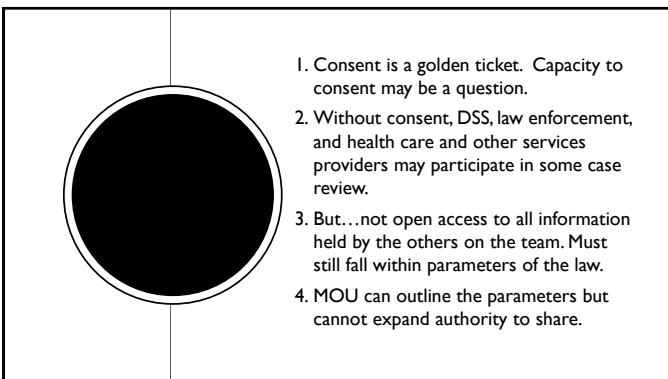 1. Consent is a golden ticket.  Capacity to
consent may be a question.
2. Without consent, DSS, law enforcement,
and health care and other services
providers may participate in some case
review.
3. But…not open access to all information
held by the others on the team. Must
still fall within parameters of the law.
4. MOU can outline the parameters but
cannot expand authority to share.